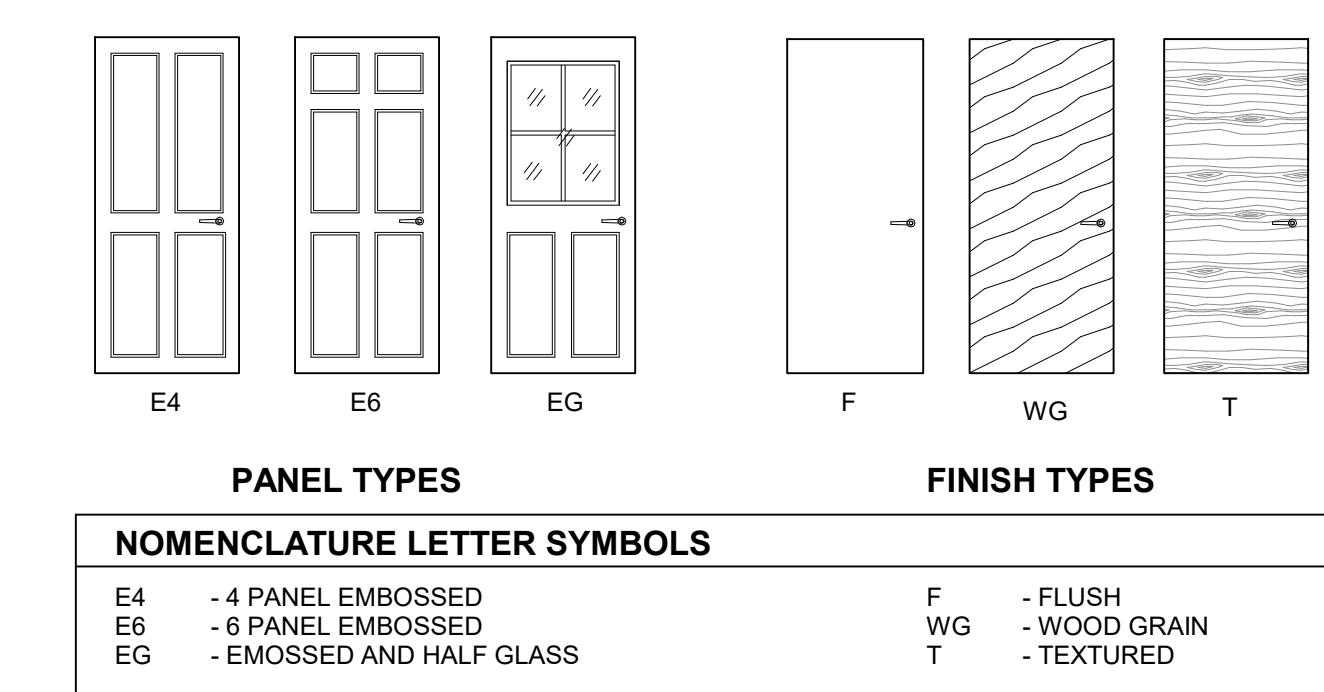 E4 E6 EG F WG T
PANEL TYPES FINISH TYPES
NOMENCLATURE LETTER SYMBOLS
E4 - 4 PANEL EMBOSSED F - FLUSH
E6 - 6 PANEL EMBOSSED WG - WOOD GRAIN
EG - EMOSSED AND HALF GLASS T - TEXTURED